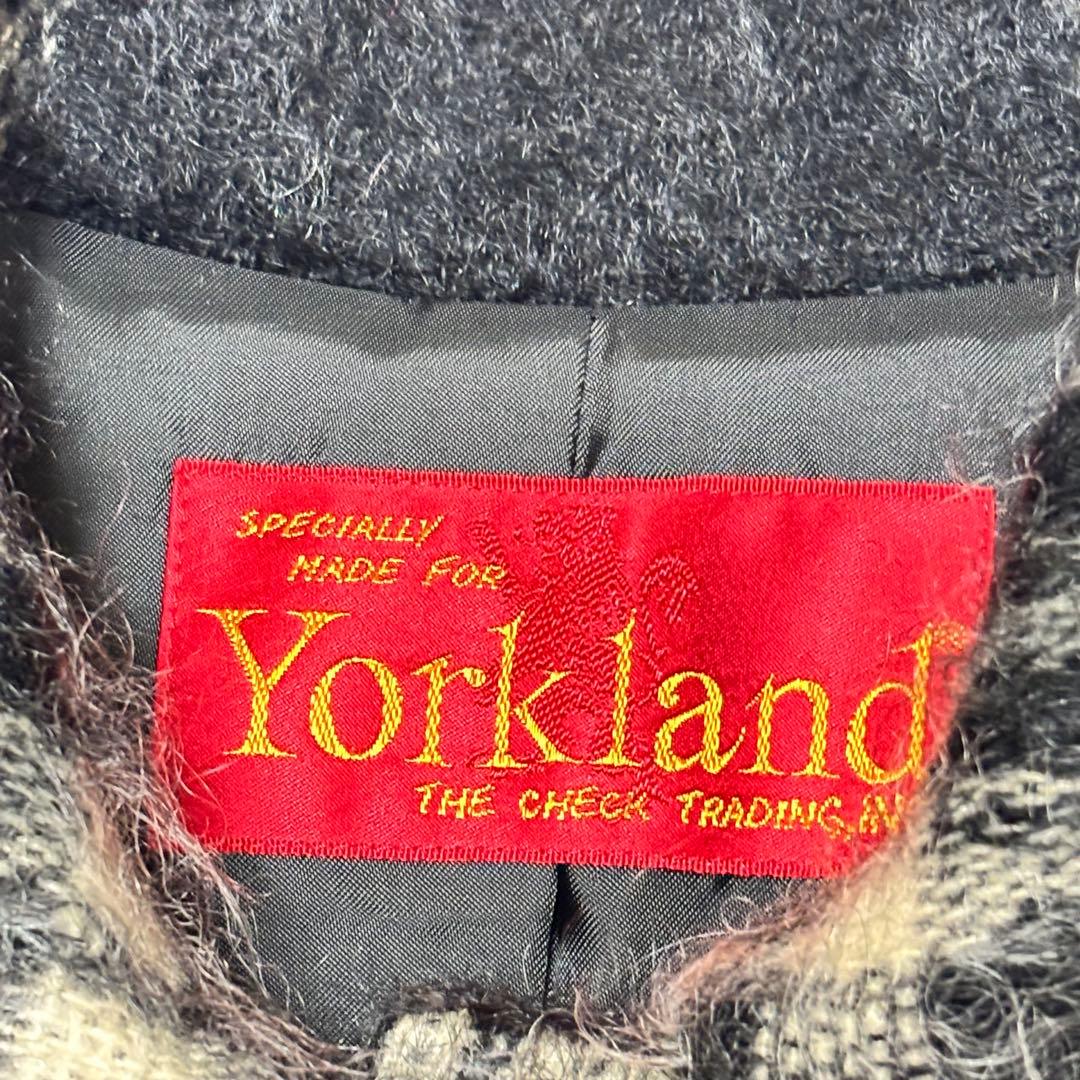 SPECIALLY
MADE FOR
Yorkland
THE CHECK TRADING,